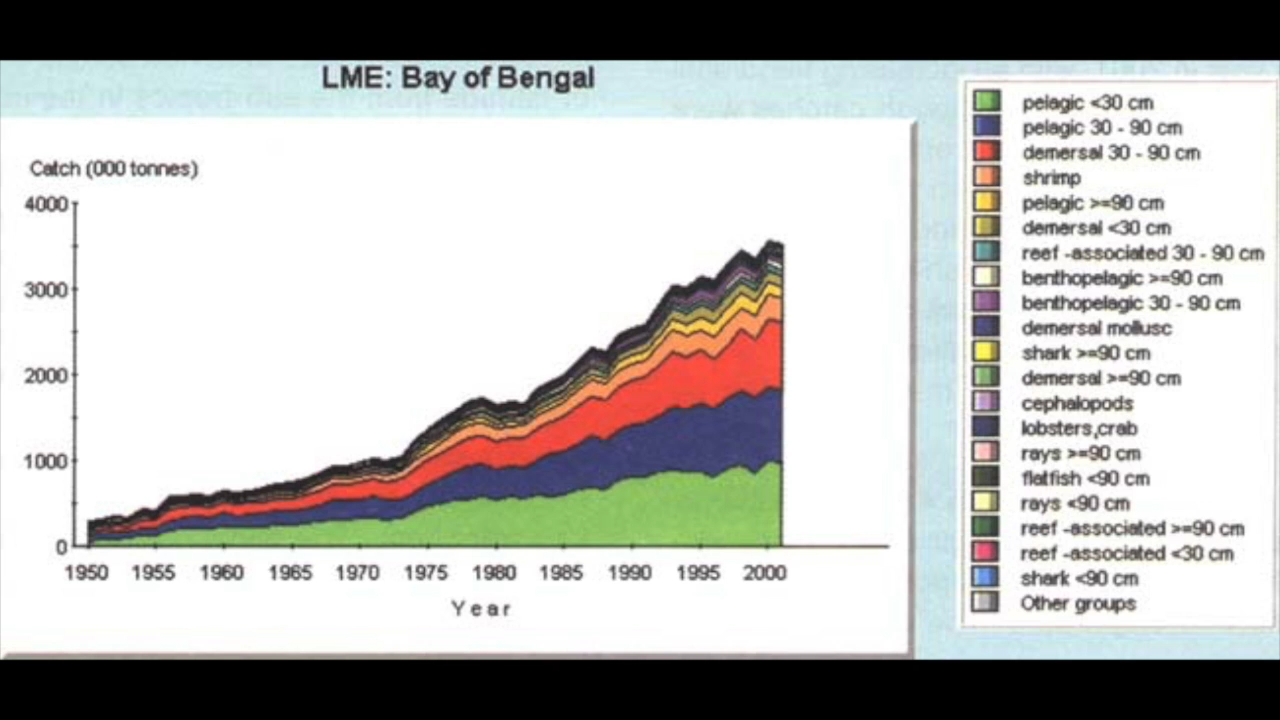 LME: Bay of Bengal
Catch (000 tonnes)
4000
3000
2000
1000
0
1950 1955 1960 1965 1970 1975 1980 1985 1990 1995 2000
Year
pelagic <30 cm
pelagic 30 - 90 cm
demersal 30 - 90 cm
shrimp
pelagic >=90 cm
demersal <30 cm
reef -associated 30 - 90 cm
benthopelagic >=90 cm
benthopelagic 30 - 90 cm
demersal mollusc
shark >=90 cm
demersal >=90 cm
cephalopods
lobsters,crab
rays >=90 cm
flatfish <90 cm
rays <90 cm
reef -associated >=90 cm
reef -associated <30 cm
shark <90 cm
Other groups